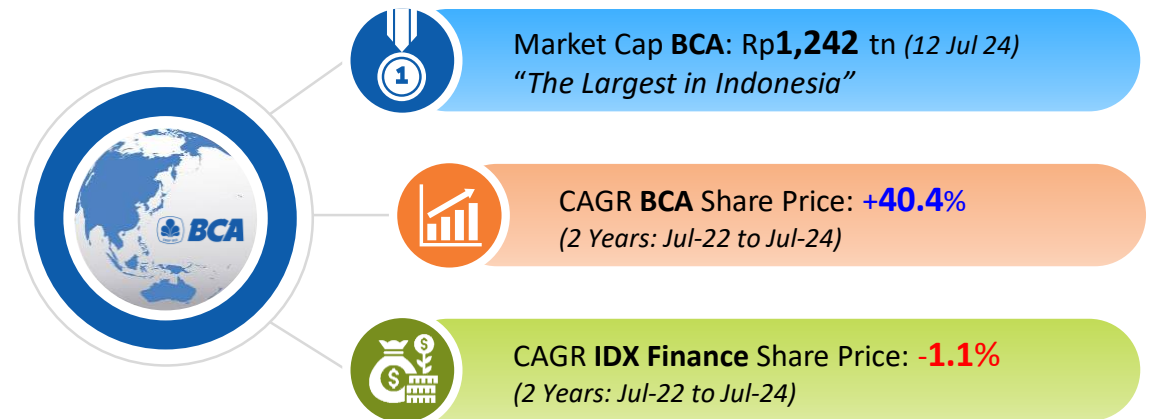 Market Cap BCA: Rp1,242 tn (12 Jul 24)
“The Largest in Indonesia”
1
BCA
CAGR BCA Share Price: +40.4%
(2 Years: Jul-22 to Jul-24)
$
$
CAGR IDX Finance Share Price: -1.1%
(2 Years: Jul-22 to Jul-24)